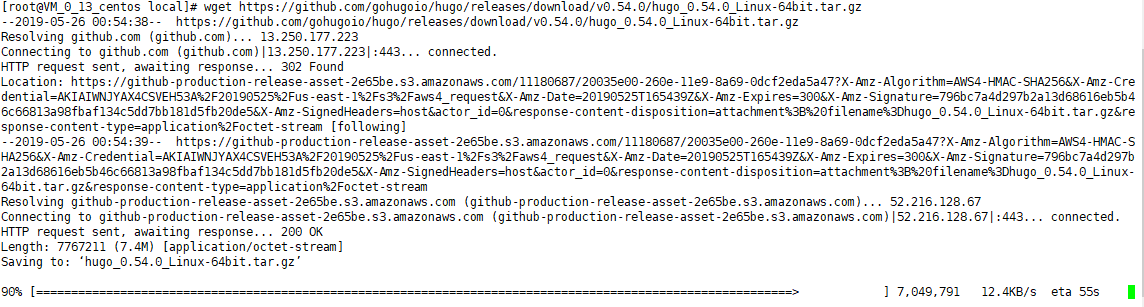 [root@VM_0_13_centos local]# wget https://github.com/gohugoio/hugo/releases/download/v0.54.0/hugo_0.54.0_Linux-64bit.tar.gz
--2019-05-26 00:54:38--  https://github.com/gohugoio/hugo/releases/download/v0.54.0/hugo_0.54.0_Linux-64bit.tar.gz
Resolving github.com (github.com)... 13.250.177.223
Connecting to github.com (github.com)|13.250.177.223|:443... connected.
HTTP request sent, awaiting response... 302 Found
Location: https://github-production-release-asset-2e65be.s3.amazonaws.com/11180687/20035e00-260e-11e9-8a69-0dcf2eda5a47?X-Amz-Algorithm=AWS4-HMAC-SHA256&X-Amz-Cre
dential=AKIAIWNJYAX4CSVEH53A%2F20190525%2Fus-east-1%2Fs3%2Faws4_request&X-Amz-Date=20190525T165439Z&X-Amz-Expires=300&X-Amz-Signature=796bc7a4d297b2a13d68616eb5b4
6c66813a98fbaf134c5dd7bb181d5fb20de5&X-Amz-SignedHeaders=host&actor_id=0&response-content-disposition=attachment%3B%20filename%3Dhugo_0.54.0_Linux-64bit.tar.gz&re
sponse-content-type=application%2Foctet-stream [following]
--2019-05-26 00:54:39--  https://github-production-release-asset-2e65be.s3.amazonaws.com/11180687/20035e00-260e-11e9-8a69-0dcf2eda5a47?X-Amz-Algorithm=AWS4-HMAC-S
HA256&X-Amz-Credential=AKIAIWNJYAX4CSVEH53A%2F20190525%2Fus-east-1%2Fs3%2Faws4_request&X-Amz-Date=20190525T165439Z&X-Amz-Expires=300&X-Amz-Signature=796bc7a4d297b
2a13d68616eb5b46c66813a98fbaf134c5dd7bb181d5fb20de5&X-Amz-SignedHeaders=host&actor_id=0&response-content-disposition=attachment%3B%20filename%3Dhugo_0.54.0_Linux-
64bit.tar.gz&response-content-type=application%2Foctet-stream
Resolving github-production-release-asset-2e65be.s3.amazonaws.com (github-production-release-asset-2e65be.s3.amazonaws.com)... 52.216.128.67
Connecting to github-production-release-asset-2e65be.s3.amazonaws.com (github-production-release-asset-2e65be.s3.amazonaws.com)|52.216.128.67|:443... connected.
HTTP request sent, awaiting response... 200 OK
Length: 7767211 (7.4M) [application/octet-stream]
Saving to: ‘hugo_0.54.0_Linux-64bit.tar.gz’
90% [=============================================================================================================>             ] 7,049,791   12.4KB/s  eta 55s